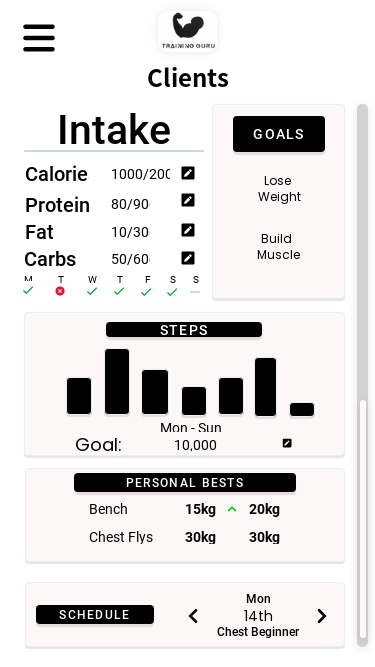 TRAINING GURU
Clients
Intake
Calorie 1000/200
Protein 80/90
Fat 10/30
Carbs 50/60
M T W T F S S
GOALS
Lose
Weight
Build
Muscle
STEPS
Mon - Sun
Goal: 10,000
PERSONAL BESTS
Bench 15kg 20kg
Chest Flys 30kg 30kg
SCHEDULE
Mon
14th
Chest Beginner